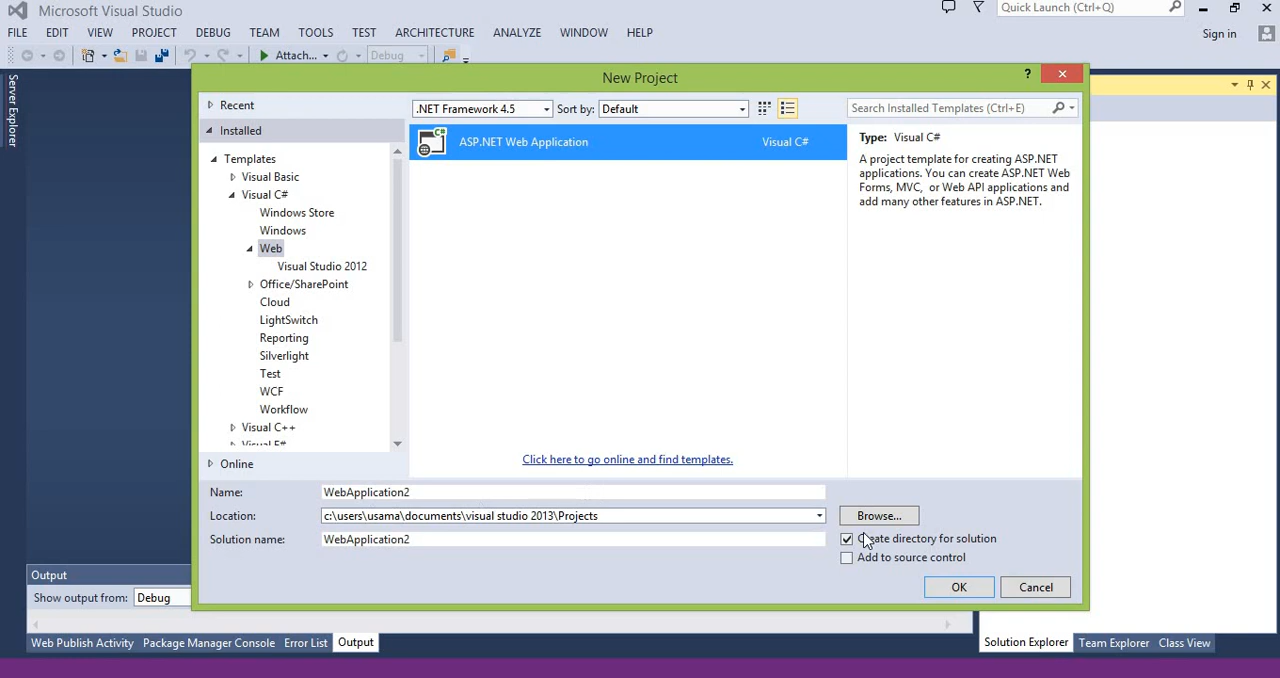 Microsoft Visual Studio
Quick Launch (Ctrl+Q)
FILE EDIT VIEW PROJECT DEBUG TEAM TOOLS TEST ARCHITECTURE ANALYZE WINDOW HELP
Sign in
Attach...
Debug
Server Explorer
New Project
?
Recent
Installed
Templates
Visual Basic
Visual C#
Windows Store
Windows
Web
Visual Studio 2012
Office/SharePoint
Cloud
LightSwitch
Reporting
Silverlight
Test
WCF
Workflow
Visual C++
Visual F#
Online
.NET Framework 4.5 Sort by: Default
Search Installed Templates (Ctrl+E)
ASP.NET Web Application Visual C#
Type: Visual C#
A project template for creating ASP.NET
applications. You can create ASP.NET Web
Forms, MVC, or Web API applications and
add many other features in ASP.NET.
Click here to go online and find templates.
Name: WebApplication2
Location: c:\users\usama\documents\visual studio 2013\Projects
Browse...
Solution name: WebApplication2
Create directory for solution
Add to source control
OK Cancel
Output
Show output from: Debug
Web Publish Activity Package Manager Console Error List Output
Solution Explorer Team Explorer Class View